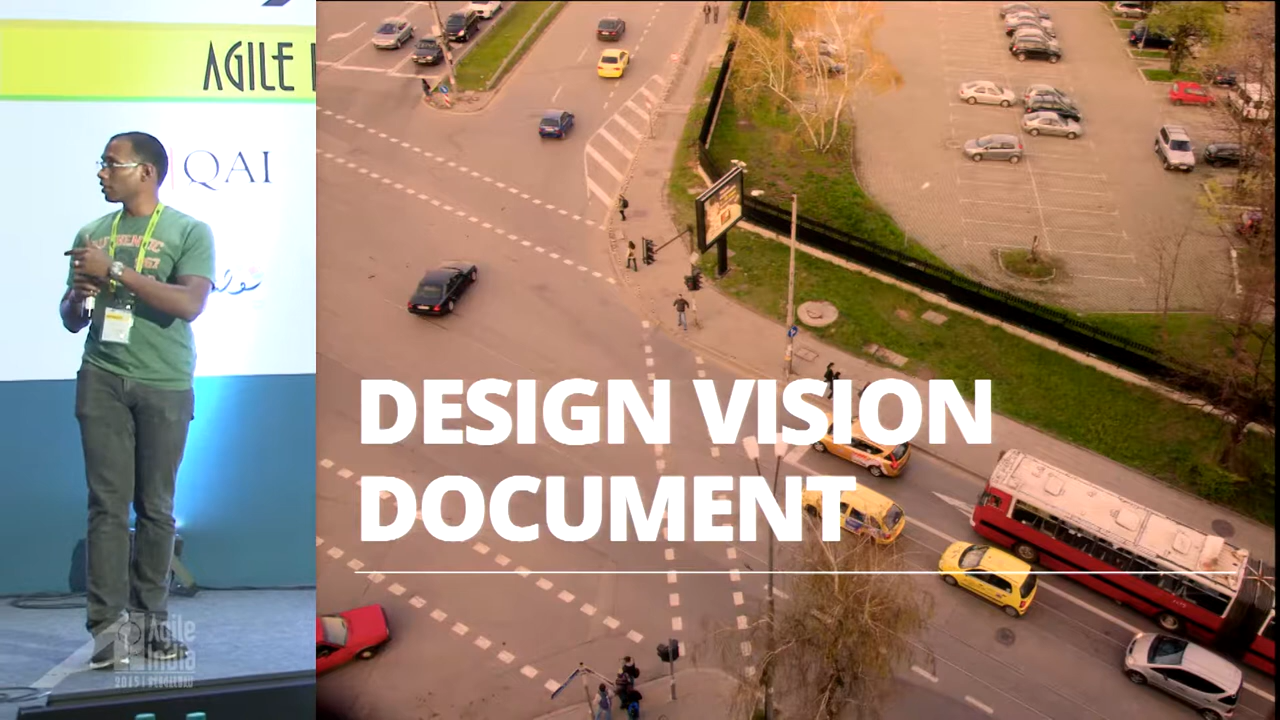 AGILE
QAI
DESIGN VISION
DOCUMENT
Agile
India